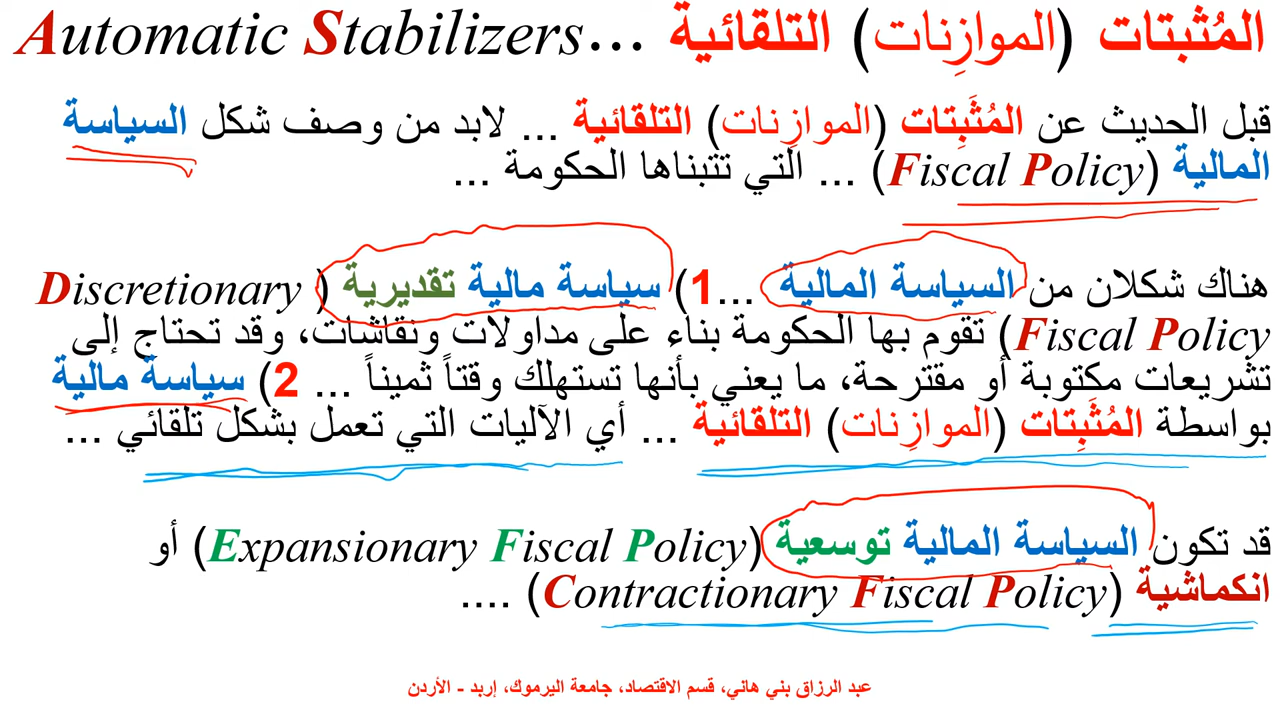 المُثبتات (الموازِنات) التلقائية ...Automatic Stabilizers
قبل الحديث عن المُثَبِتات (الموازِنات) التلقائية ... لابد من وصف شكل السياسة
المالية (Fiscal Policy) ... التي تتبناها الحكومة ...
هناك شكلان من السياسة المالية ...1) سياسة مالية تقديرية (Discretionary
Fiscal Policy) تقوم بها الحكومة بناء على مداولات ونقاشات، وقد تحتاج إلى
تشريعات مكتوبة أو مقترحة، ما يعني بأنها تستهلك وقتاً ثميناً ... 2) سياسة مالية
بواسطة المُثَبِتات (الموازِنات) التلقائية ... أي الآليات التي تعمل بشكل تلقائي ...
قد تكون السياسة المالية توسعية (Expansionary Fiscal Policy) أو
انكماشية (Contractionary Fiscal Policy) ....
عبد الرزاق بني هاني، قسم الاقتصاد، جامعة اليرموك، إربد - الأردن